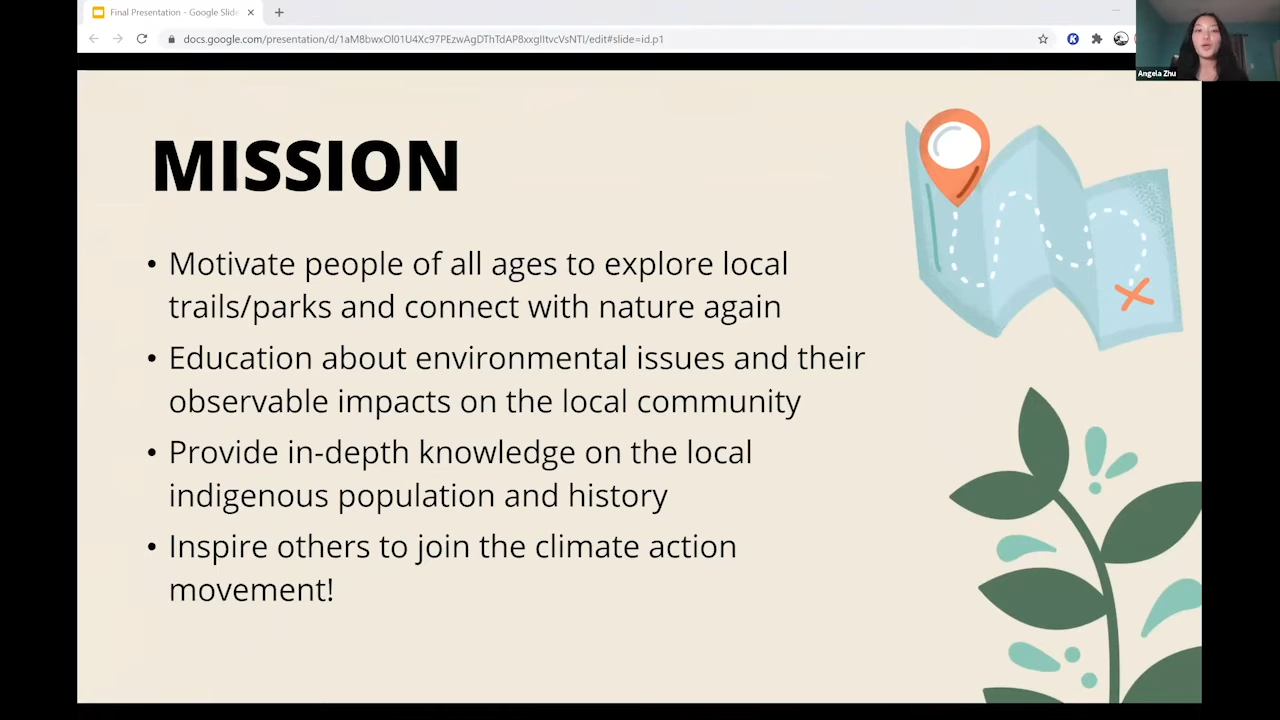 Final Presentation - Google Slide
docs.google.com/presentation/d/1aM8bwxOl01U4Xc97PEzwAgDThTdAP8xxgIItvcVsNTI/edit#slide=id.p1
Angela Zhu
MISSION
• Motivate people of all ages to explore local
trails/parks and connect with nature again
• Education about environmental issues and their
observable impacts on the local community
• Provide in-depth knowledge on the local
indigenous population and history
• Inspire others to join the climate action
movement!